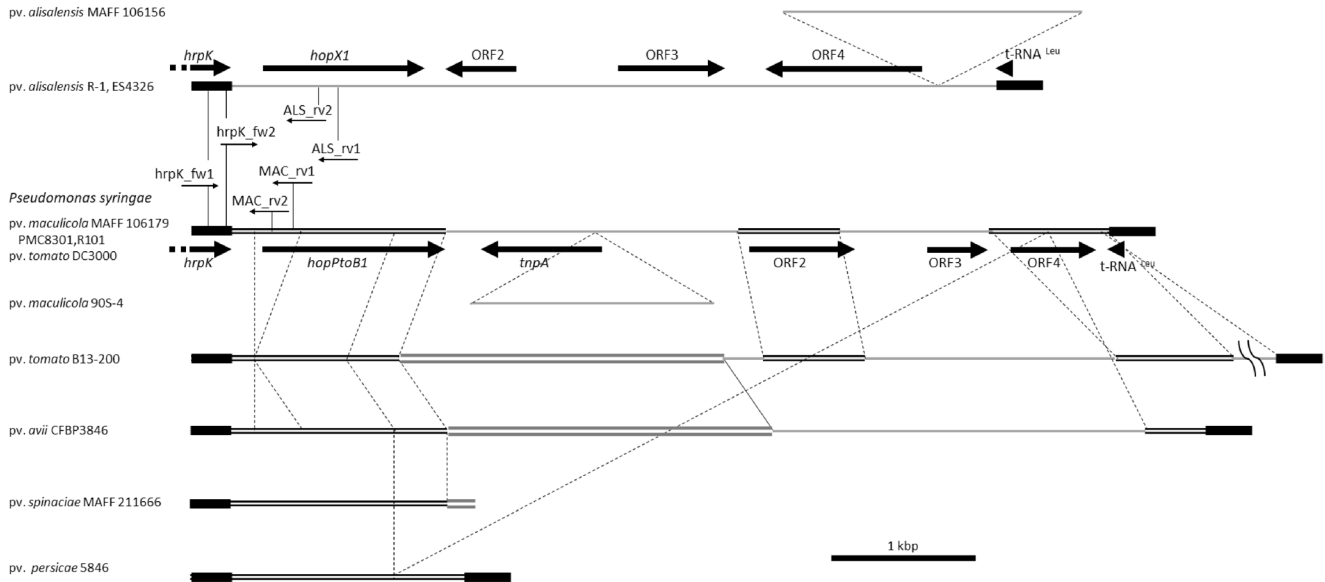 pv. alisalensis MAFF 106156
hrpK hopX1 ORF2 ORF3 ORF4 t-RNA Leu
pv. alisalensis R-1, ES4326
ALS_rv2
hrpK_fw2
ALS_rv1
hrpK_fw1 MAC_rv1
Pseudomonas syringae
MAC_rv2
pv. maculicola MAFF 106179
PMC8301,R101
pv. tomato DC3000
hrpK hopPtoB1 tnpA ORF2 ORF3 ORF4 t-RNA Leu
pv. maculicola 90S-4
pv. tomato B13-200
pv. avii CFBP3846
pv. spinaciae MAFF 211666
1 kbp
pv. persicae 5846